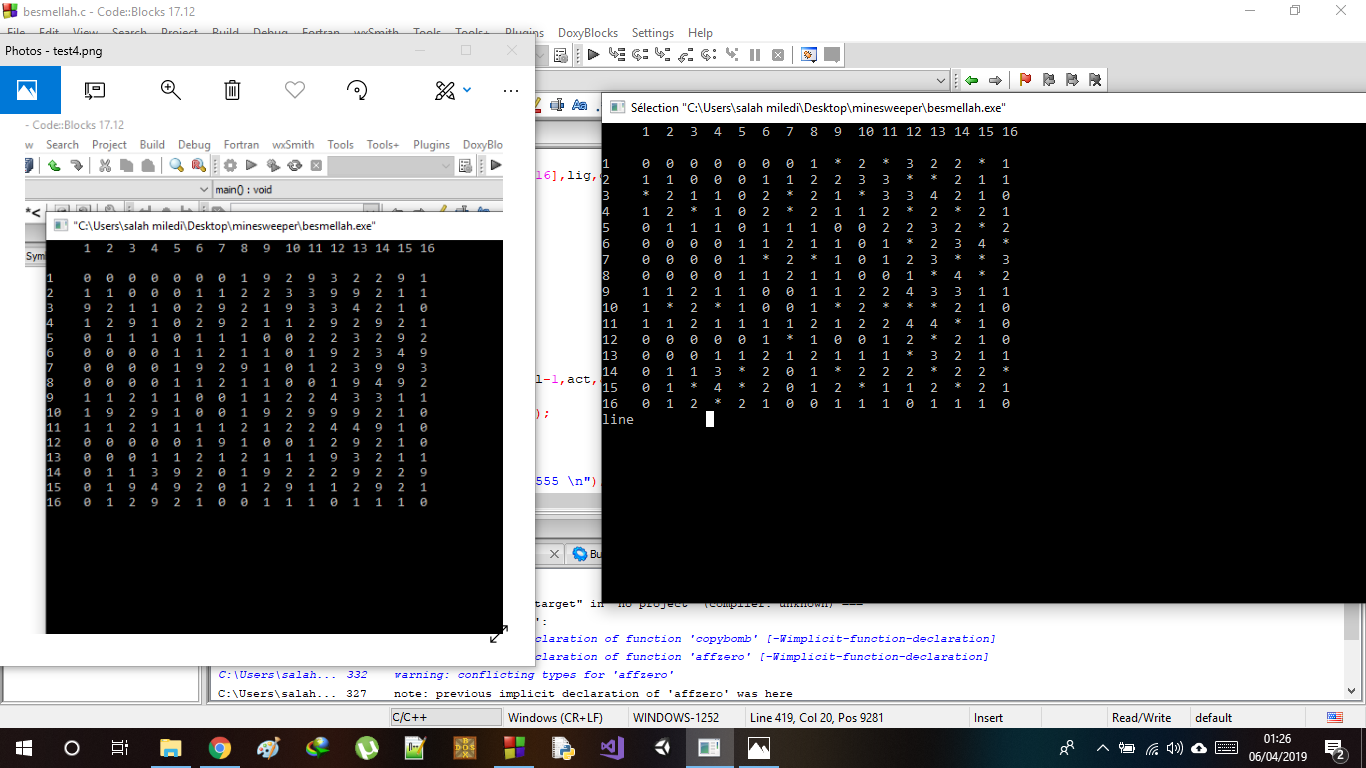 besmellah.c - Code::Blocks 17.12
File Edit View Search Project Build Debug Fortran wxSmith Tools Tools+ Plugins DoxyBlocks Settings Help
Photos - test4.png
- Code::Blocks 17.12
w Search Project Build Debug Fortran wxSmith Tools Tools+ Plugins DoxyBlo
main() : void
*<
"C:\Users\salah miledi\Desktop\minesweeper\besmellah.exe"
Sym
1 2 3 4 5 6 7 8 9 10 11 12 13 14 15 16
1 0 0 0 0 0 0 0 1 9 2 9 3 2 2 9 1
2 1 1 0 0 0 1 1 2 2 3 3 9 9 2 1 1
3 9 2 1 1 0 2 9 2 1 9 3 3 4 2 1 0
4 1 2 9 1 0 2 9 2 1 1 2 9 2 9 2 1
5 0 1 1 1 0 1 1 1 0 0 2 2 3 2 9 2
6 0 0 0 0 1 1 2 1 1 0 1 9 2 3 4 9
7 0 0 0 0 1 9 2 9 1 0 1 2 3 9 9 3
8 0 0 0 0 1 1 2 1 1 0 0 1 9 4 9 2
9 1 1 2 1 1 0 0 1 1 2 2 4 3 3 1 1
10 1 9 2 9 1 0 0 1 9 2 9 9 9 2 1 0
11 1 1 2 1 1 1 1 2 1 2 2 4 4 9 1 0
12 0 0 0 0 0 1 9 1 0 0 1 2 9 2 1 0
13 0 0 0 1 1 2 1 2 1 1 1 9 3 2 1 1
14 0 1 1 3 9 2 0 1 9 2 2 2 9 2 2 9
15 0 1 9 4 9 2 0 1 2 9 1 1 2 9 2 1
16 0 1 2 9 2 1 0 0 1 1 1 0 1 1 1 0
Sélection "C:\Users\salah miledi\Desktop\minesweeper\besmellah.exe"
1 2 3 4 5 6 7 8 9 10 11 12 13 14 15 16
1 0 0 0 0 0 0 0 1 * 2 * 3 2 2 * 1
2 1 1 0 0 0 1 1 2 2 3 3 * * 2 1 1
3 * 2 1 1 0 2 * 2 1 * 3 3 4 2 1 0
4 1 2 * 1 0 2 * 2 1 1 2 * 2 * 2 1
5 0 1 1 1 0 1 1 1 0 0 2 2 3 2 * 2
6 0 0 0 0 1 1 2 1 1 0 1 * 2 3 4 *
7 0 0 0 0 1 * 2 * 1 0 1 2 3 * * 3
8 0 0 0 0 1 1 2 1 1 0 0 1 * 4 * 2
9 1 1 2 1 1 0 0 1 1 2 2 4 3 3 1 1
10 1 * 2 * 1 0 0 1 * 2 * * * 2 1 0
11 1 1 2 1 1 1 1 2 1 2 2 4 4 * 1 0
12 0 0 0 0 0 1 * 1 0 0 1 2 * 2 1 0
13 0 0 0 1 1 2 1 2 1 1 1 * 3 2 1 1
14 0 1 1 3 * 2 0 1 * 2 2 2 * 2 2 *
15 0 1 * 4 * 2 0 1 2 * 1 1 2 * 2 1
16 0 1 2 * 2 1 0 0 1 1 1 0 1 1 1 0
line
16],lig,
l-1,act,
);
555 \n")
Bu
target" in "no project" (compiler: unknown) ===
':
claration of function 'copybomb' [-Wimplicit-function-declaration]
claration of function 'affzero' [-Wimplicit-function-declaration]
C:\Users\salah... 332 warning: conflicting types for 'affzero'
C:\Users\salah... 327 note: previous implicit declaration of 'affzero' was here
C/C++ Windows (CR+LF) WINDOWS-1252 Line 419, Col 20, Pos 9281 Insert Read/Write default
01:26
06/04/2019
2